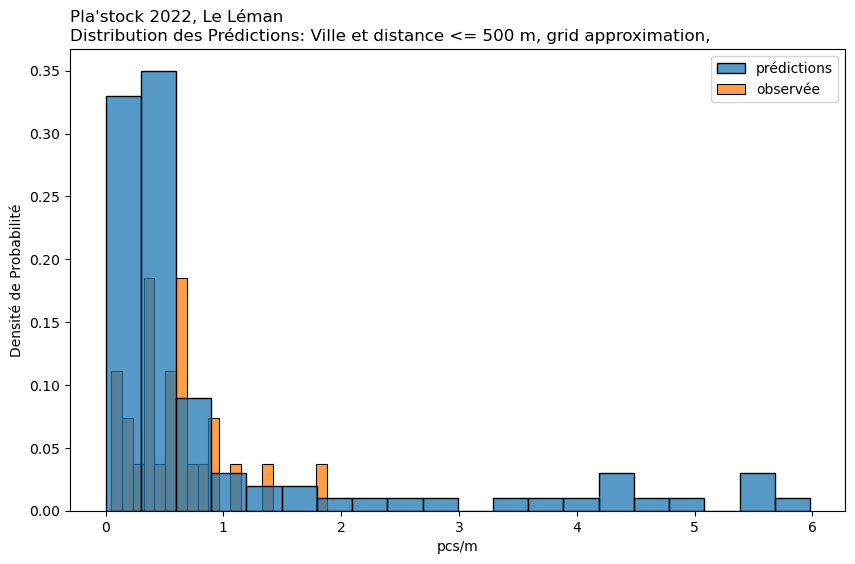 Pla'stock 2022, Le Léman
Distribution des Prédictions: Ville et distance <= 500 m, grid approximation,
prédictions
observée
Densité de Probabilité
0.35
0.30
0.25
0.20
0.15
0.10
0.05
0.00
0 1 2 3 4 5 6
pcs/m